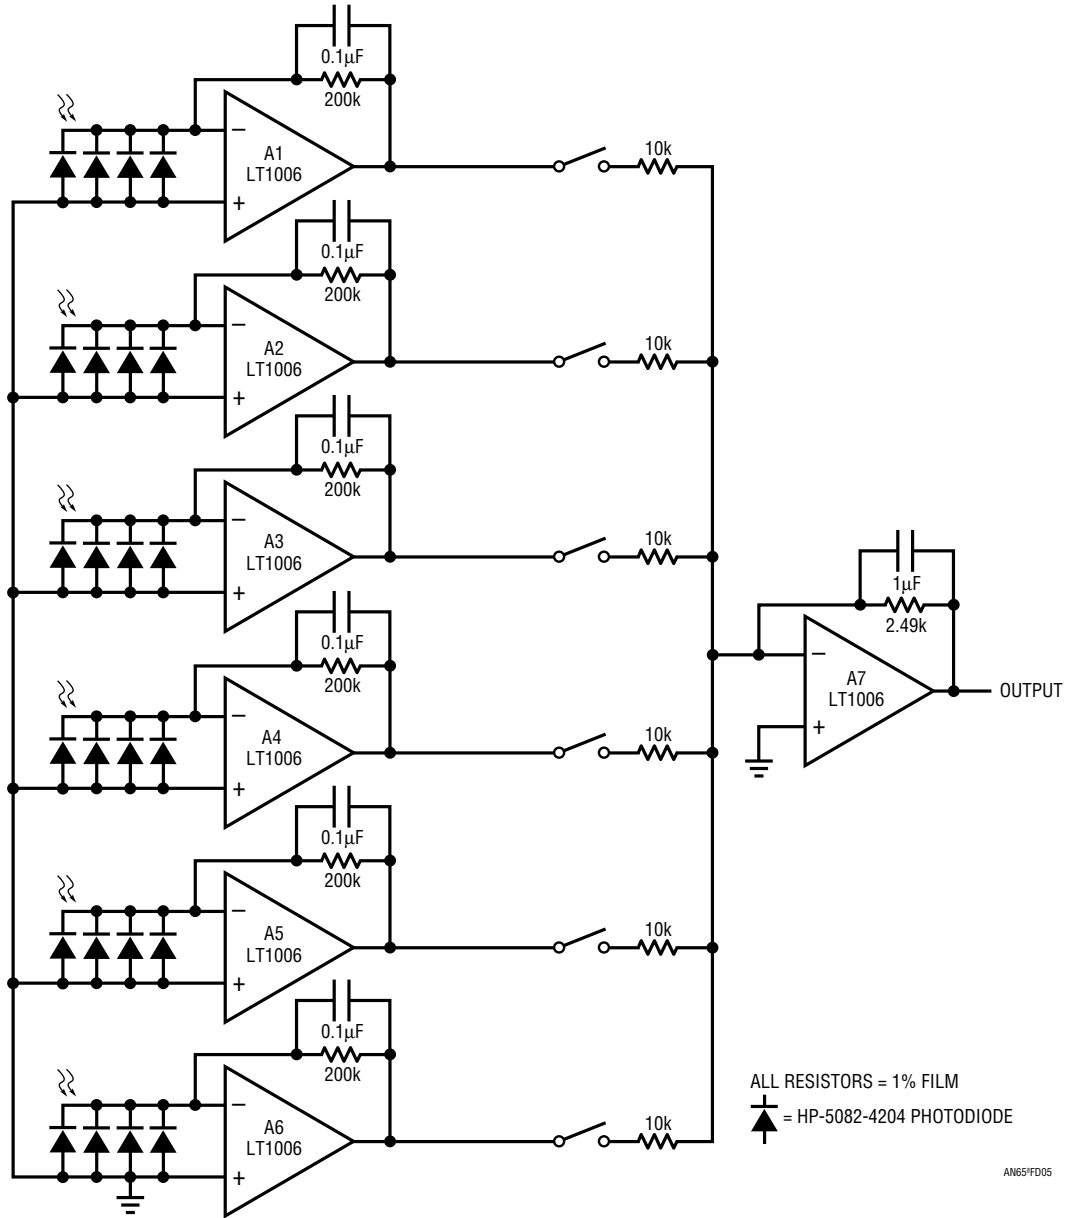 0.1µF
200k
−
A1
LT1006
+
10k
0.1µF
200k
−
A2
LT1006
+
10k
0.1µF
200k
−
A3
LT1006
+
10k
0.1µF
200k
−
A4
LT1006
+
10k
0.1µF
200k
−
A5
LT1006
+
10k
0.1µF
200k
−
A6
LT1006
+
10k
1µF
2.49k
−
A7
LT1006
+
OUTPUT
ALL RESISTORS = 1% FILM
= HP-5082-4204 PHOTODIODE